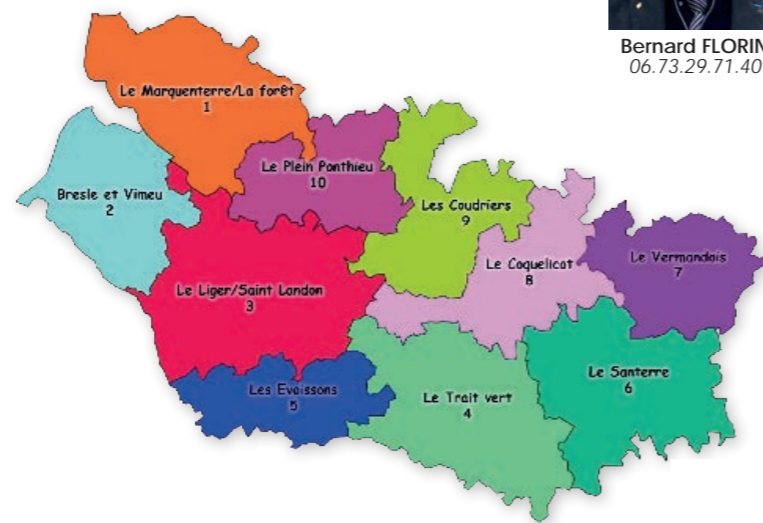 Bernard FLORIN
06.73.29.71.40
Le Marquenterre/La forêt
1
Le Plein Ponthieu
10
Bresle et Vimeu
2
Les Coudriers
9
Le Coquelicot
8
Le Vermandois
7
Le Liger/Saint Landon
3
Le Santerre
6
Les Evoissons
5
Le Trait vert
4